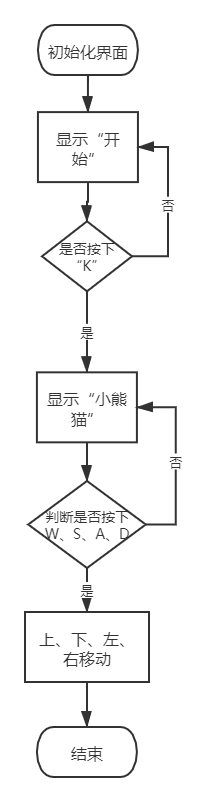 初始化界面
显示“开
始”
否
是否按下
“K”
是
显示“小熊
猫”
否
判断是否按下
W、S、A、D
是
上、下、左、
右移动
结束